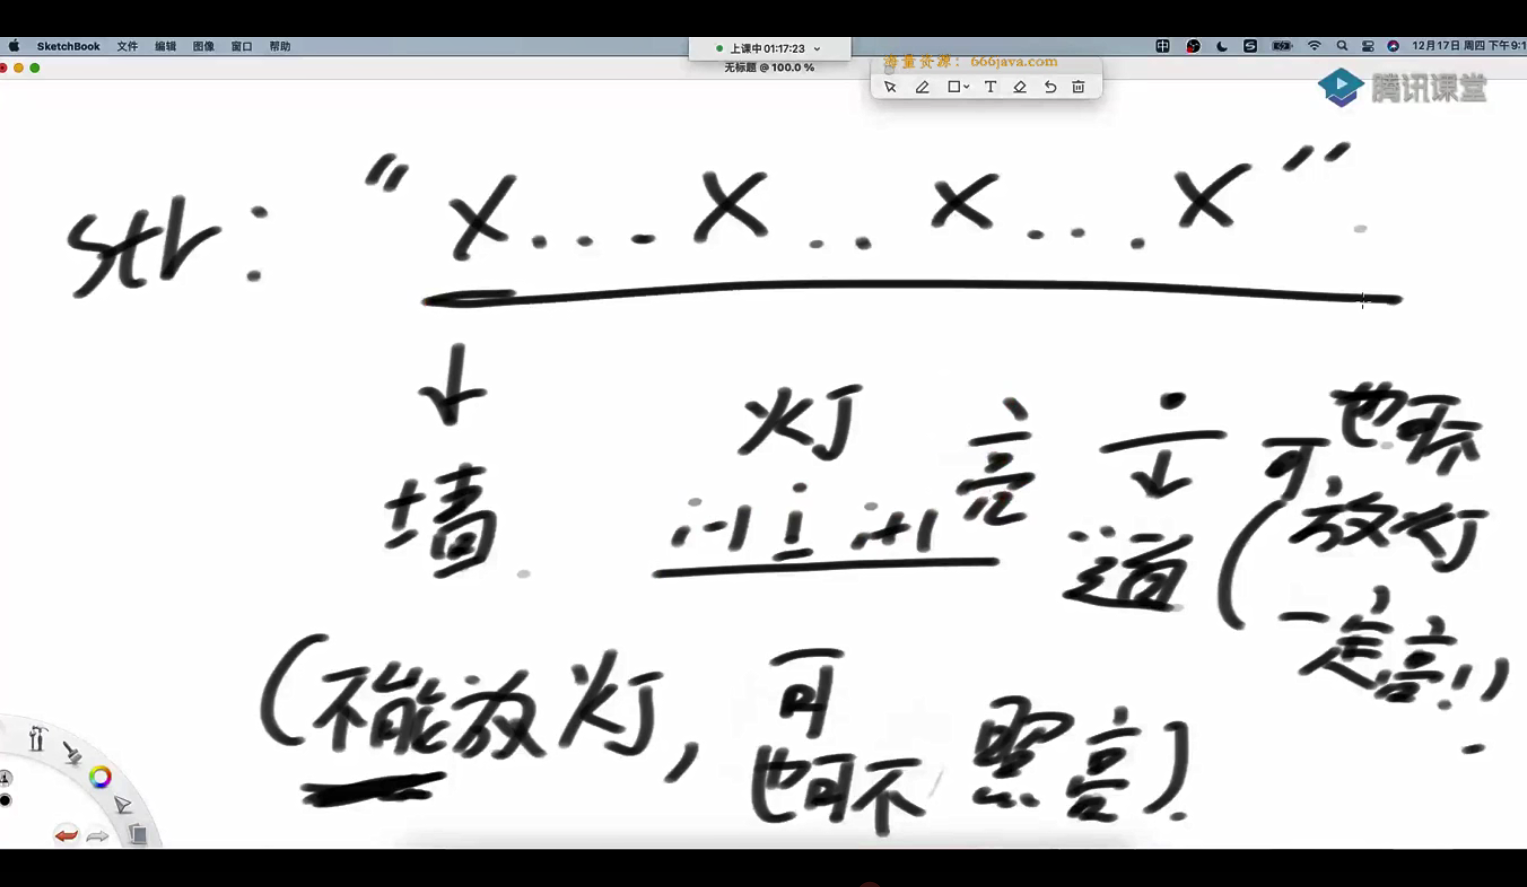 SketchBook 文件 编辑 图像 窗口 帮助
上课中 01:17:23
12月17日 周四 下午9:1
无标题 @ 100.0 %
海量资源：666java.com
T
腾讯课堂
str: "X...X..X...X"
↓ 灯 亮 . 可 也可不
墙 i-1 i i+1 ↓ 放灯
道 ( 一定亮!)
(不能放灯, 可 照亮)
也可不